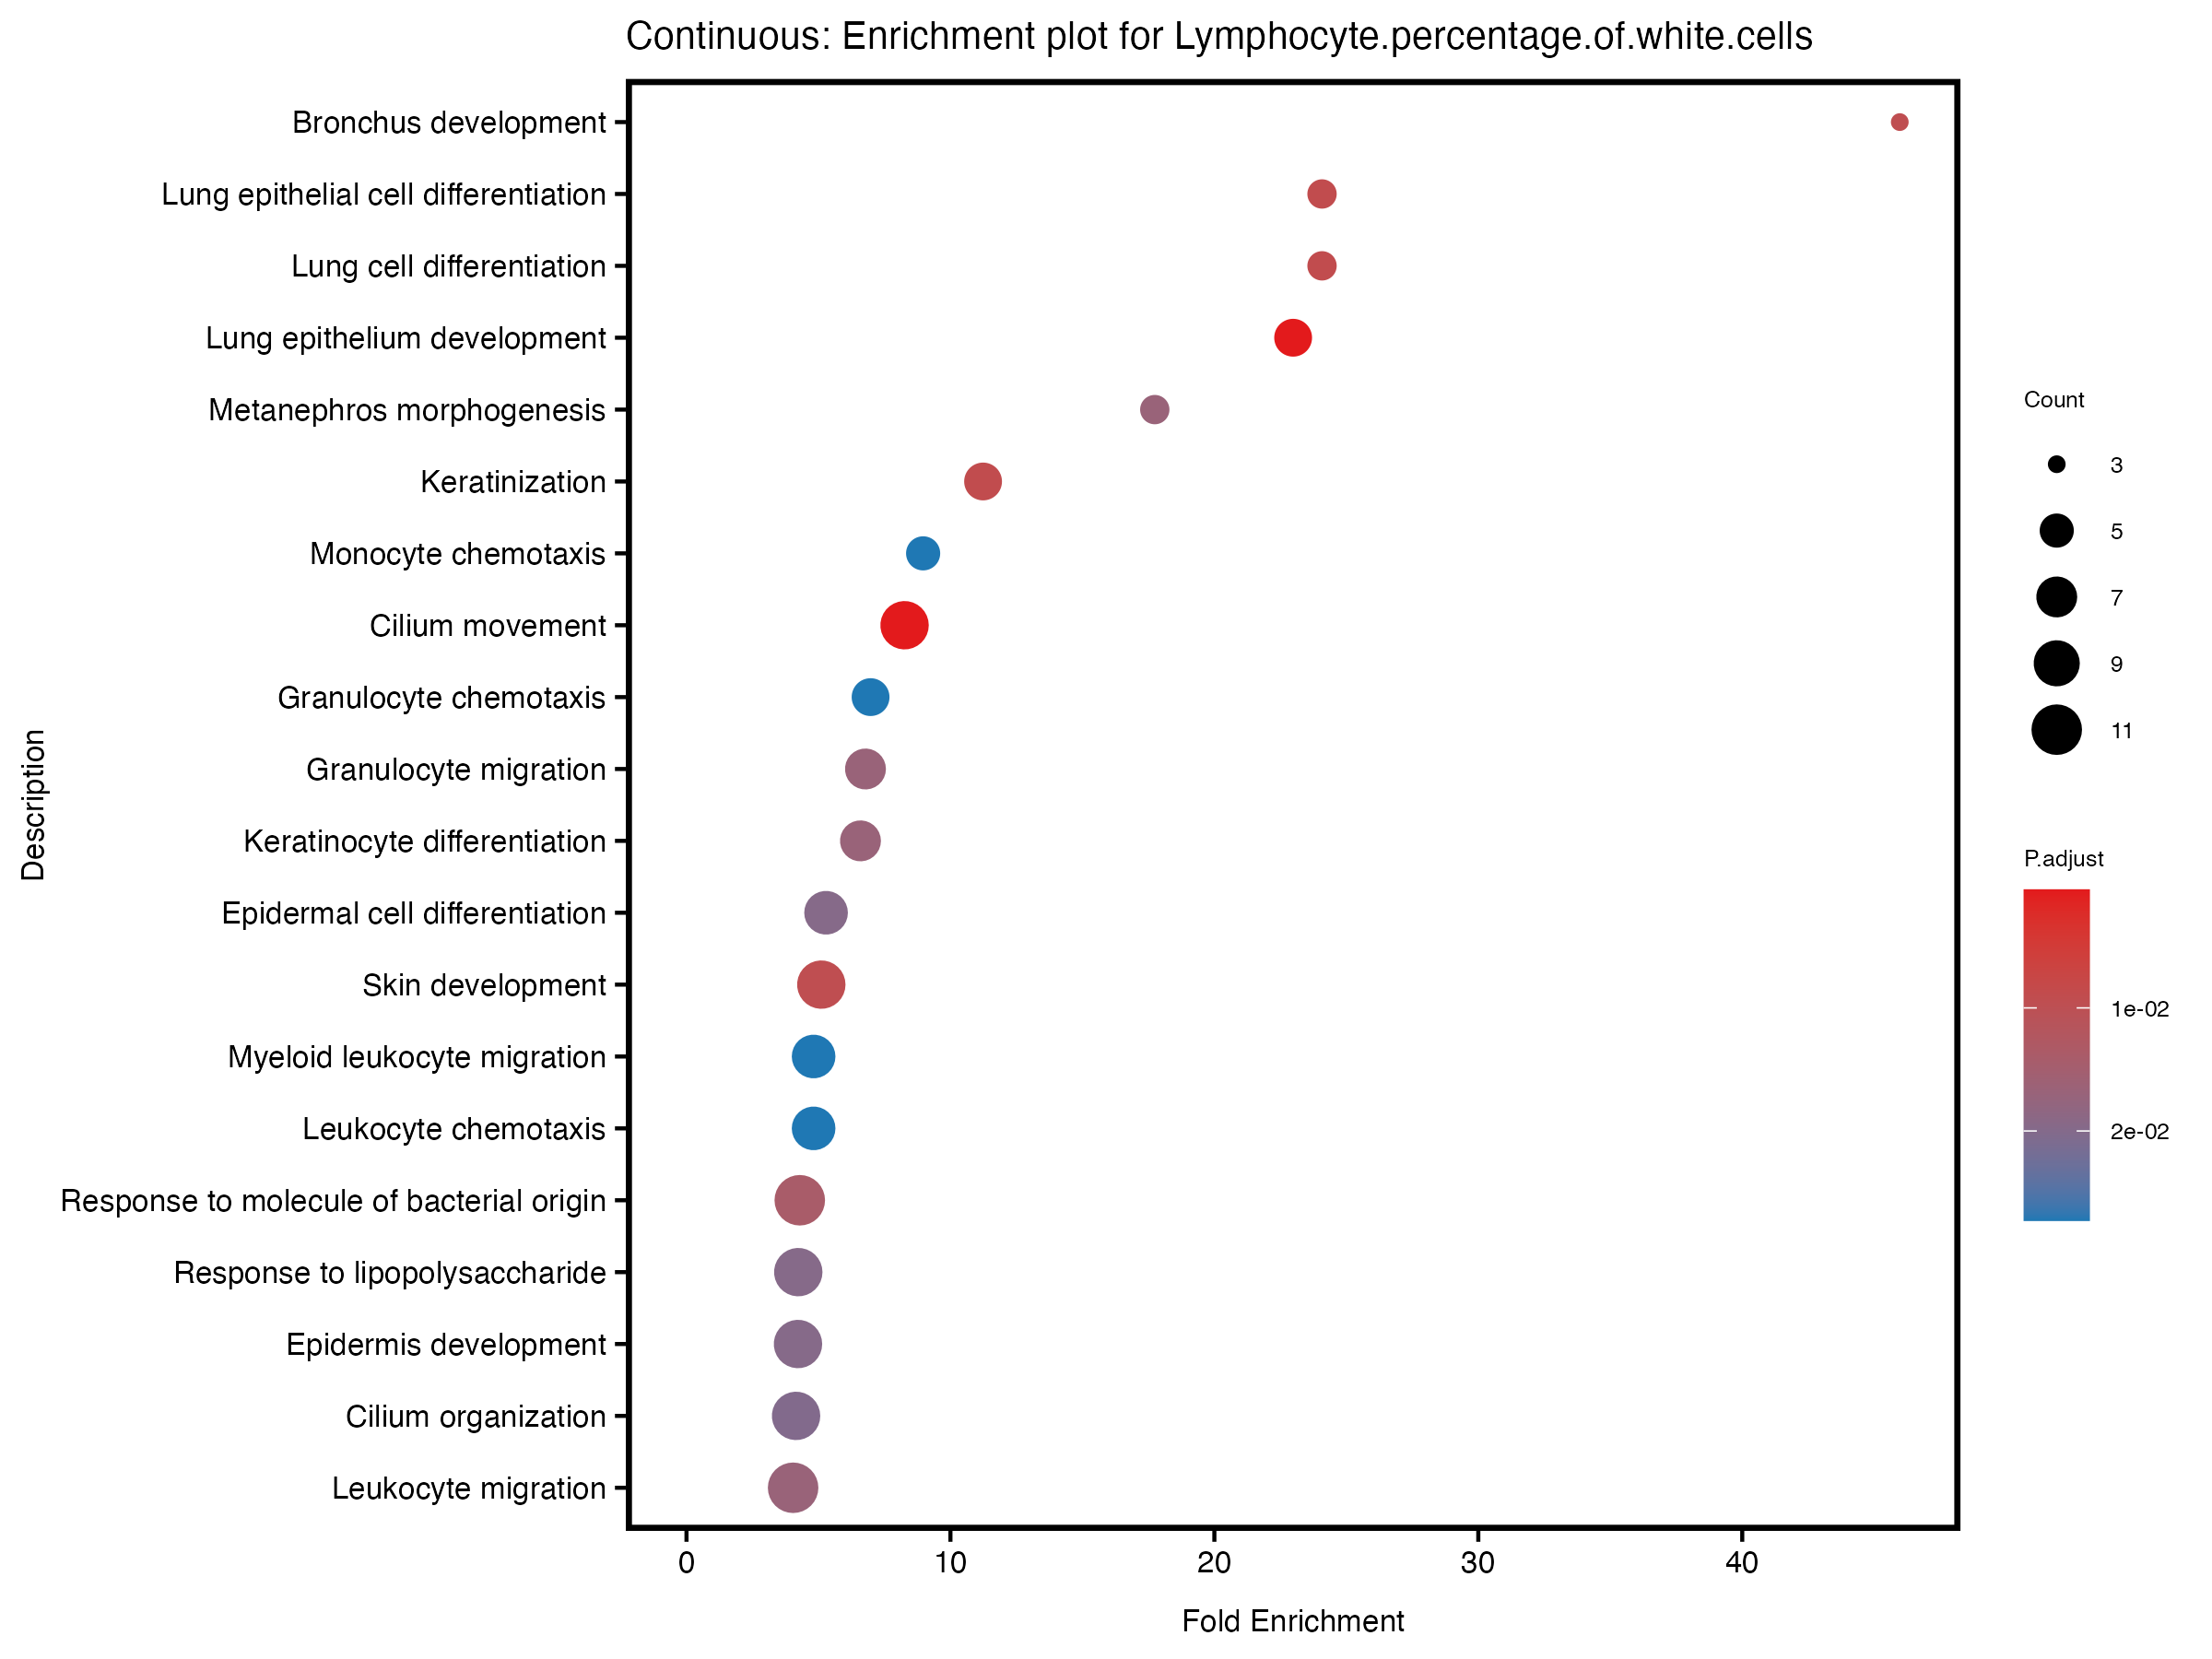 Continuous: Enrichment plot for Lymphocyte.percentage.of.white.cells
Description
Bronchus development
Lung epithelial cell differentiation
Lung cell differentiation
Lung epithelium development
Metanephros morphogenesis
Keratinization
Monocyte chemotaxis
Cilium movement
Granulocyte chemotaxis
Granulocyte migration
Keratinocyte differentiation
Epidermal cell differentiation
Skin development
Myeloid leukocyte migration
Leukocyte chemotaxis
Response to molecule of bacterial origin
Response to lipopolysaccharide
Epidermis development
Cilium organization
Leukocyte migration
0 10 20 30 40
Fold Enrichment
Count
3
5
7
9
11
P.adjust
1e-02
2e-02